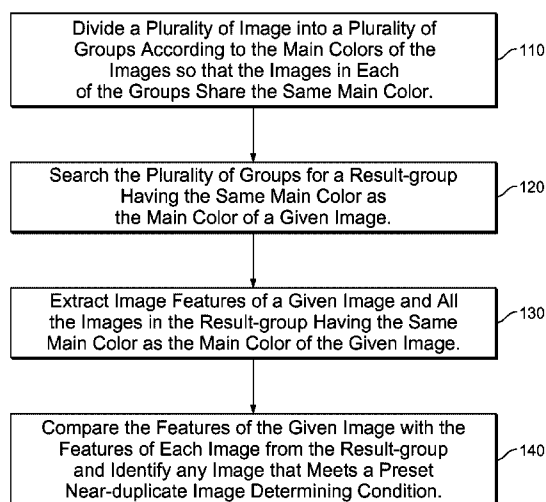 Divide a Plurality of Image into a Plurality of
Groups According to the Main Colors of the
Images so that the Images in Each
of the Groups Share the Same Main Color.
110
Search the Plurality of Groups for a Result-group
Having the Same Main Color as
the Main Color of a Given Image.
120
Extract Image Features of a Given Image and All
the Images in the Result-group Having the Same
Main Color as the Main Color of the Given Image.
130
Compare the Features of the Given Image with the
Features of Each Image from the Result-group
and Identify any Image that Meets a Preset
Near-duplicate Image Determining Condition.
140